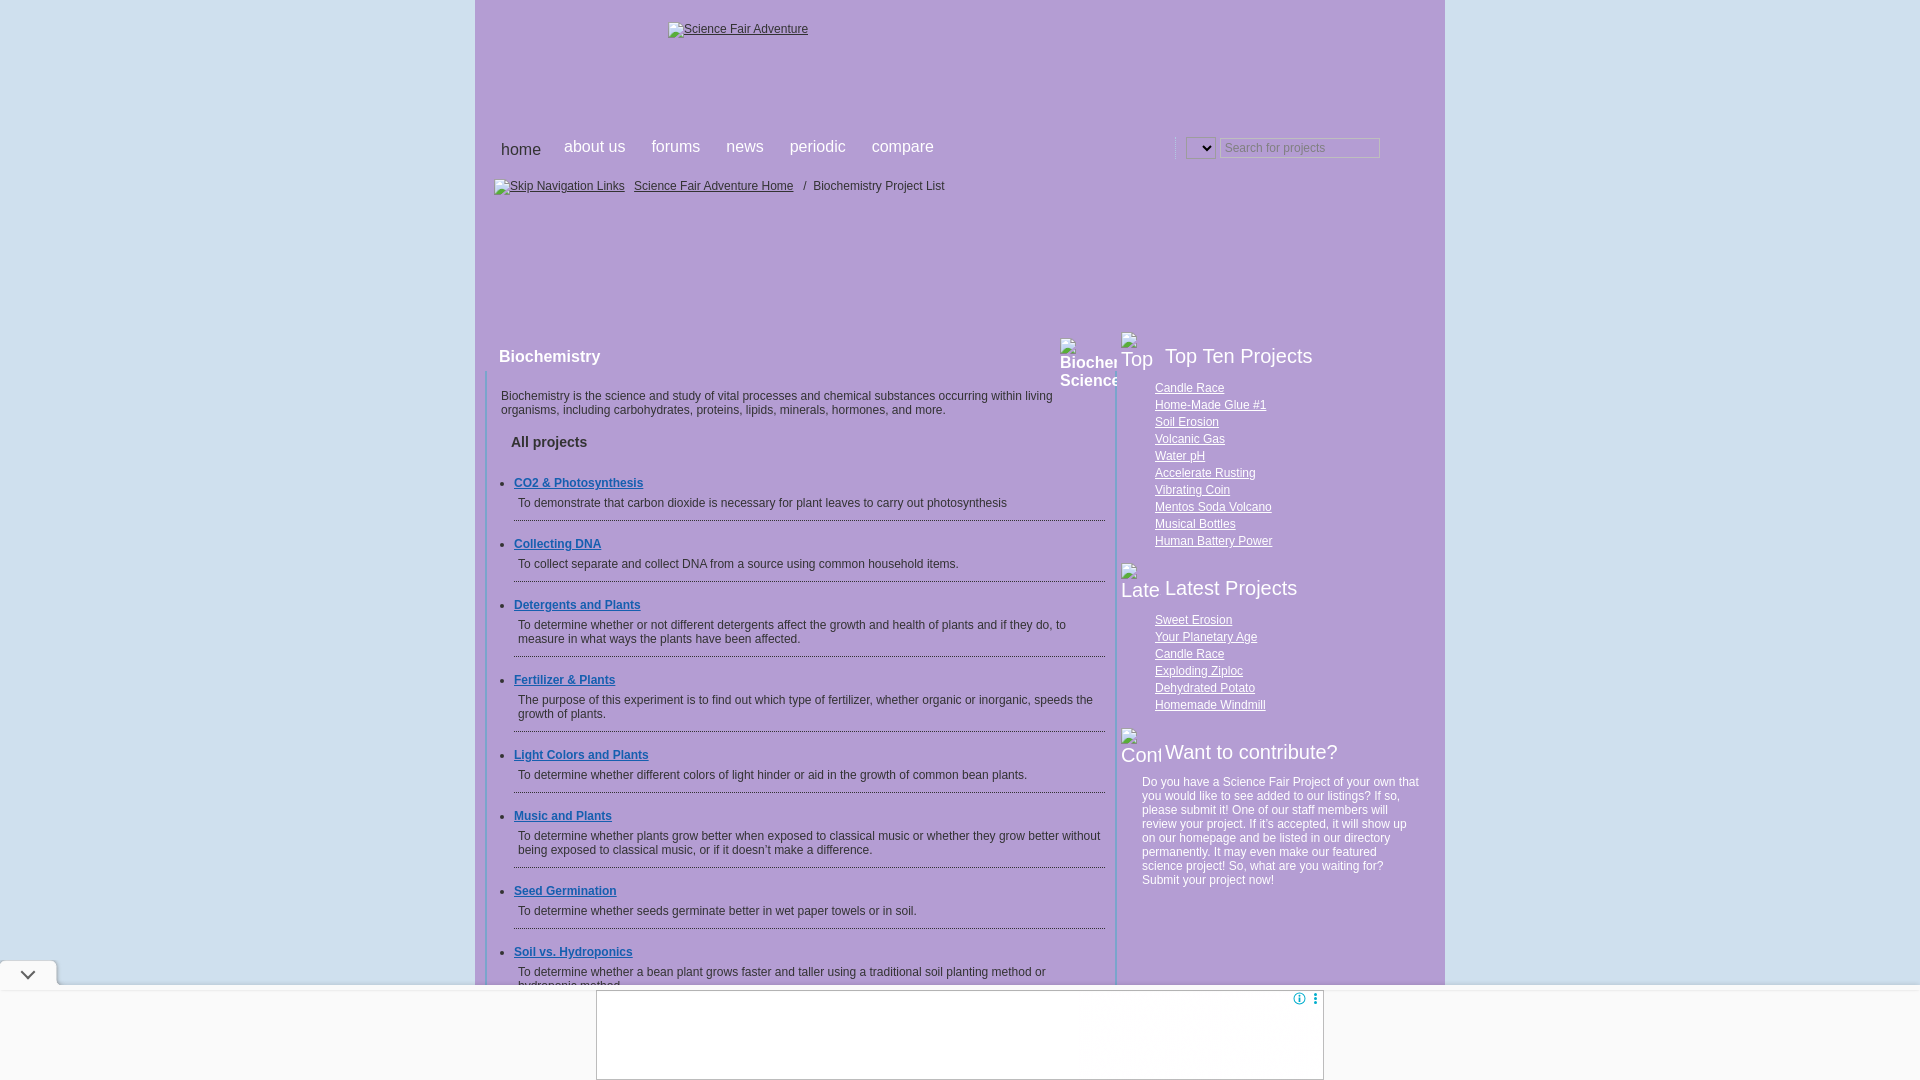 Science Fair Adventure
home about us forums news periodic compare
Search for projects
Skip Navigation Links Science Fair Adventure Home / Biochemistry Project List
Biochemistry
Biochemistry is the science and study of vital processes and chemical substances occurring within living
organisms, including carbohydrates, proteins, lipids, minerals, hormones, and more.
All projects
CO2 & Photosynthesis
To demonstrate that carbon dioxide is necessary for plant leaves to carry out photosynthesis
Collecting DNA
To collect separate and collect DNA from a source using common household items.
Detergents and Plants
To determine whether or not different detergents affect the growth and health of plants and if they do, to
measure in what ways the plants have been affected.
Fertilizer & Plants
The purpose of this experiment is to find out which type of fertilizer, whether organic or inorganic, speeds the
growth of plants.
Light Colors and Plants
To determine whether different colors of light hinder or aid in the growth of common bean plants.
Music and Plants
To determine whether plants grow better when exposed to classical music or whether they grow better without
being exposed to classical music, or if it doesn't make a difference.
Seed Germination
To determine whether seeds germinate better in wet paper towels or in soil.
Soil vs. Hydroponics
To determine whether a bean plant grows faster and taller using a traditional soil planting method or
Science
Top
Top Ten Projects
Candle Race
Home-Made Glue #1
Soil Erosion
Volcanic Gas
Water pH
Accelerate Rusting
Vibrating Coin
Mentos Soda Volcano
Musical Bottles
Human Battery Power
Late
Latest Projects
Sweet Erosion
Your Planetary Age
Candle Race
Exploding Ziploc
Dehydrated Potato
Homemade Windmill
Want to contribute?
Do you have a Science Fair Project of your own that
you would like to see added to our listings? If so,
please submit it! One of our staff members will
review your project. If it's accepted, it will show up
on our homepage and be listed in our directory
permanently. It may even make our featured
science project! So, what are you waiting for?
Submit your project now!